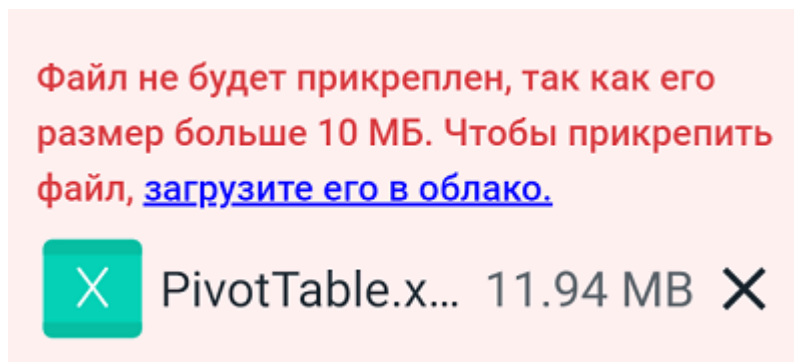 Файл не будет прикреплен, так как его
размер больше 10 МБ. Чтобы прикрепить
файл, загрузите его в облако.
X PivotTable.x... 11.94 MB